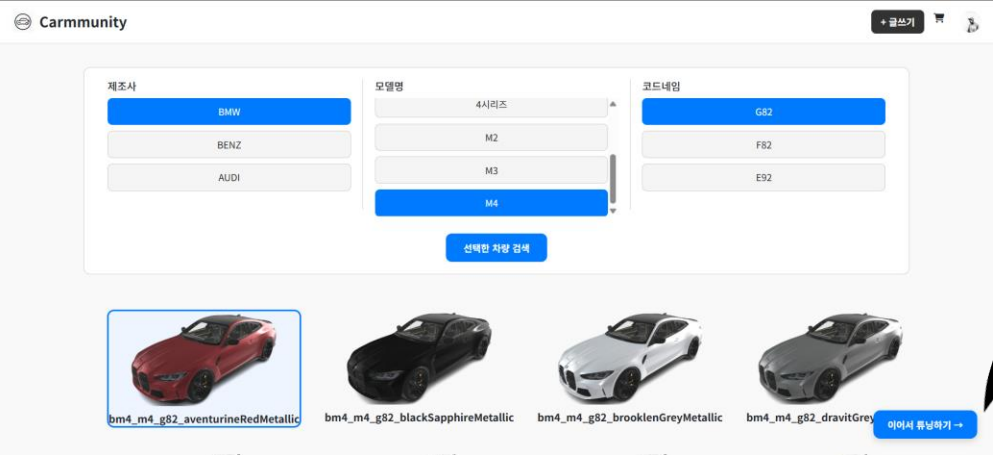 Carmmunity
+ 글쓰기
제조사
BMW
BENZ
AUDI
모델명
4시리즈
M2
M3
M4
코드네임
G82
F82
E92
선택한 차량 검색
bm4_m4_g82_aventurineRedMetallic
bm4_m4_g82_blackSapphireMetallic
bm4_m4_g82_brooklenGreyMetallic
bm4_m4_g82_dravitGrey
이어서 튜닝하기 →